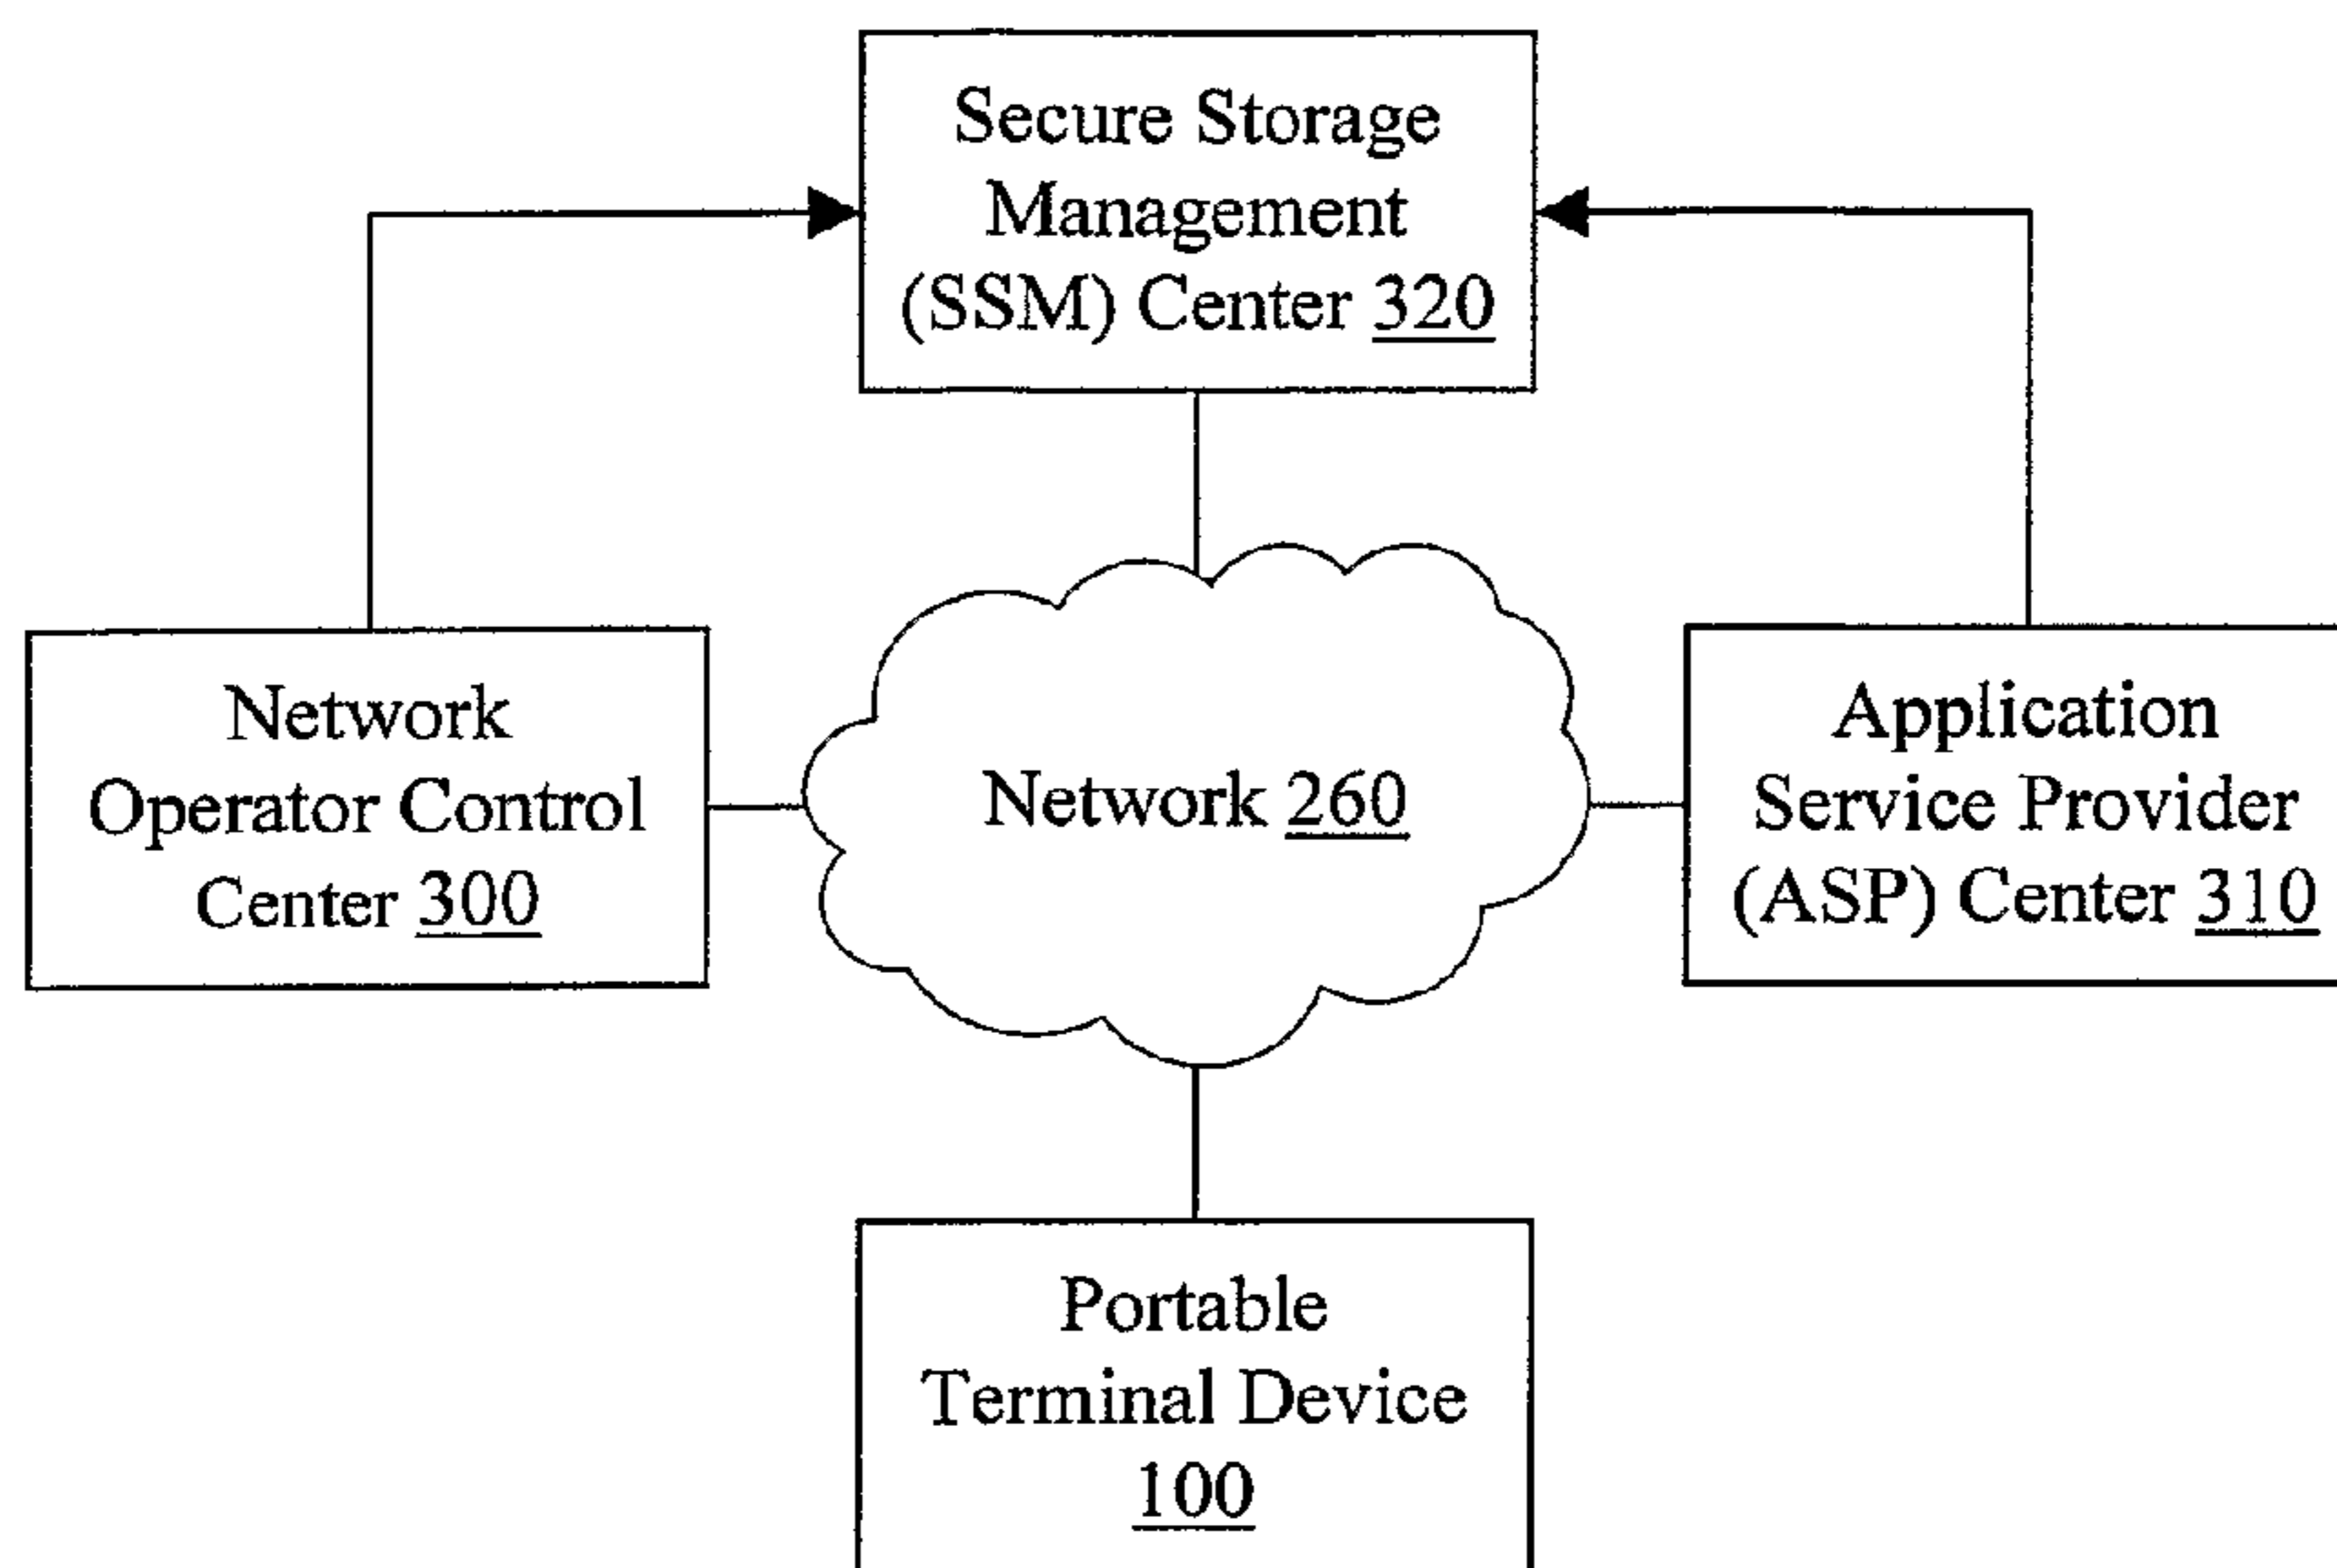 Secure Storage
Management
(SSM) Center 320
Network
Operator Control
Center 300
Network 260
Application
Service Provider
(ASP) Center 310
Portable
Terminal Device
100